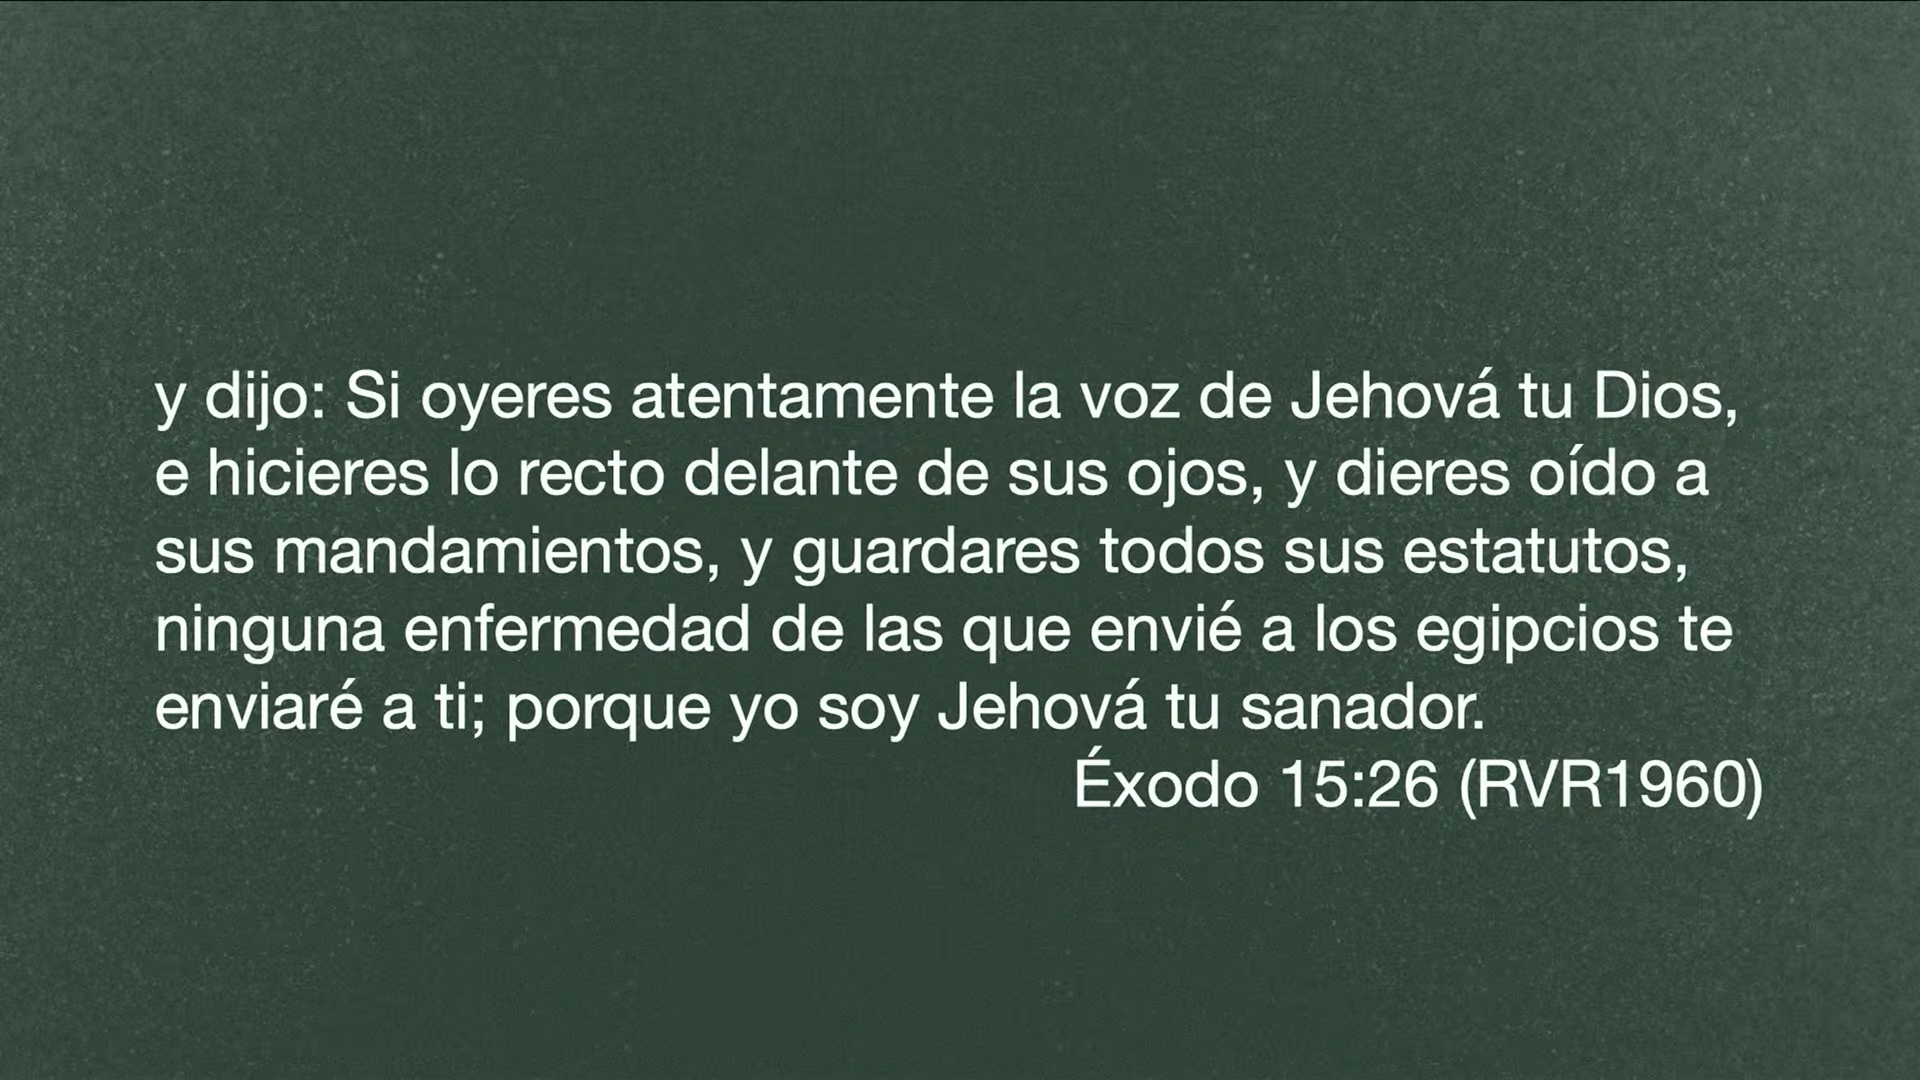 y dijo: Si oyeres atentamente la voz de Jehová tu Dios,
e hicieres lo recto delante de sus ojos, y dieres oído a
sus mandamientos, y guardares todos sus estatutos,
ninguna enfermedad de las que envié a los egipcios te
enviaré a ti; porque yo soy Jehová tu sanador.
Éxodo 15:26 (RVR1960)